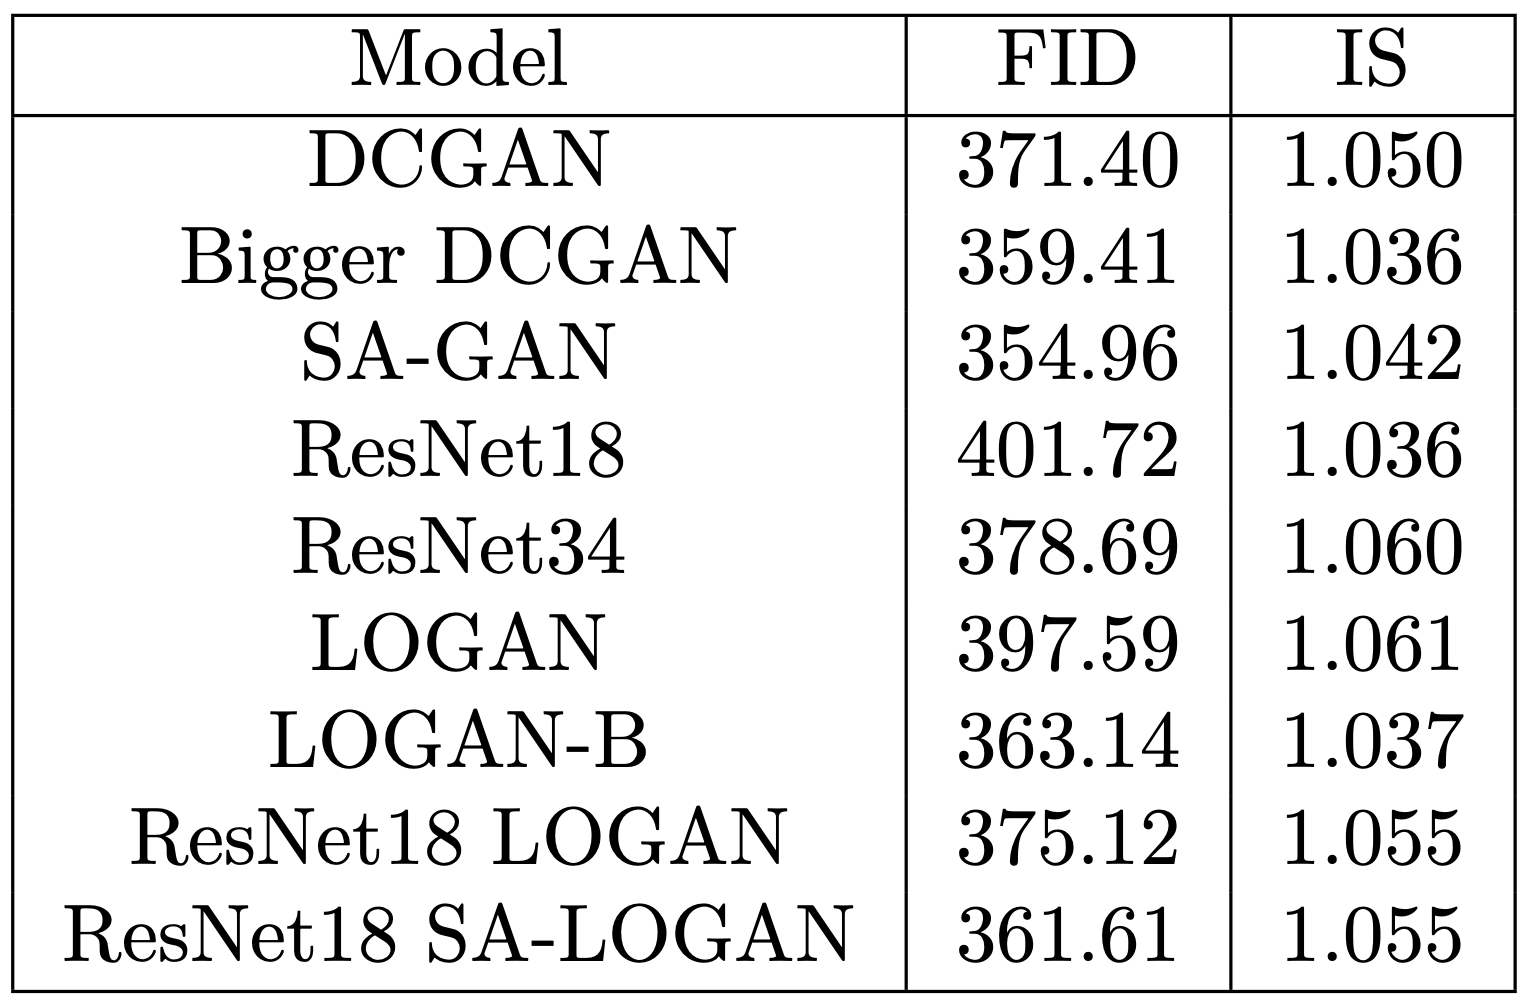 Model FID IS
DCGAN 371.40 1.050
Bigger DCGAN 359.41 1.036
SA-GAN 354.96 1.042
ResNet18 401.72 1.036
ResNet34 378.69 1.060
LOGAN 397.59 1.061
LOGAN-B 363.14 1.037
ResNet18 LOGAN 375.12 1.055
ResNet18 SA-LOGAN 361.61 1.055